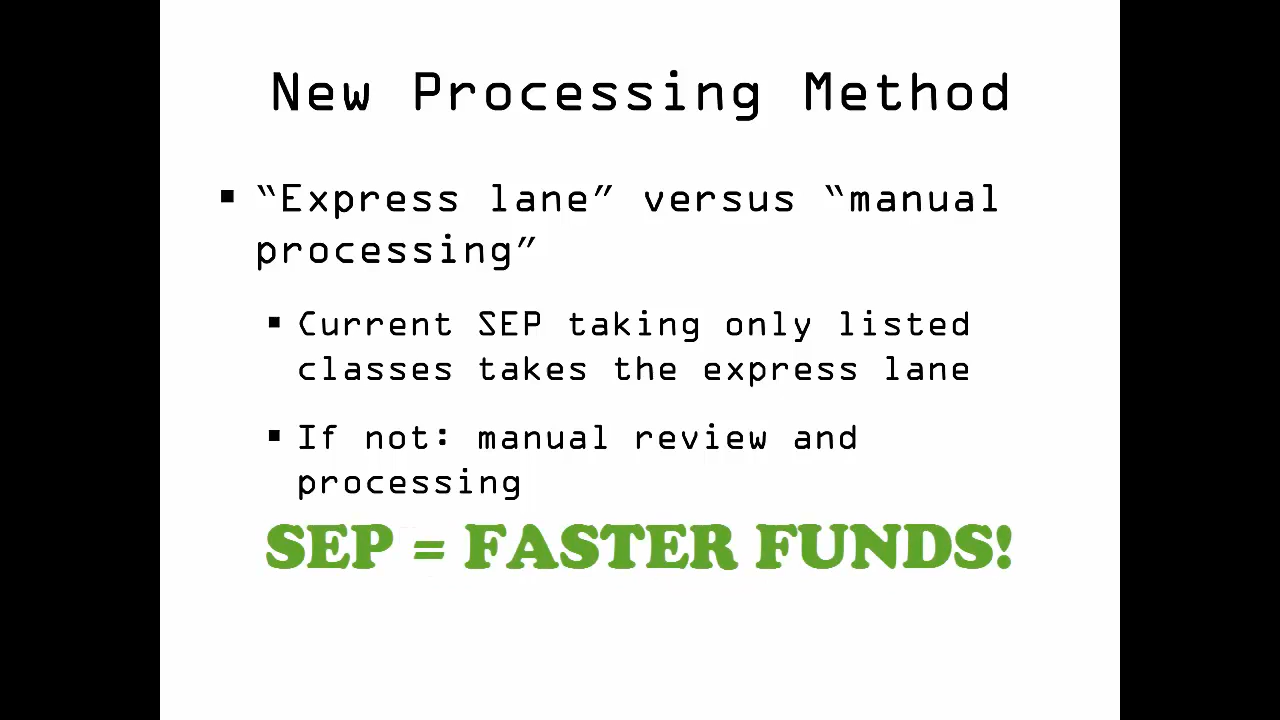 New Processing Method
▪ “Express lane” versus “manual
processing”
▪ Current SEP taking only listed
classes takes the express lane
▪ If not: manual review and
processing
SEP = FASTER FUNDS!